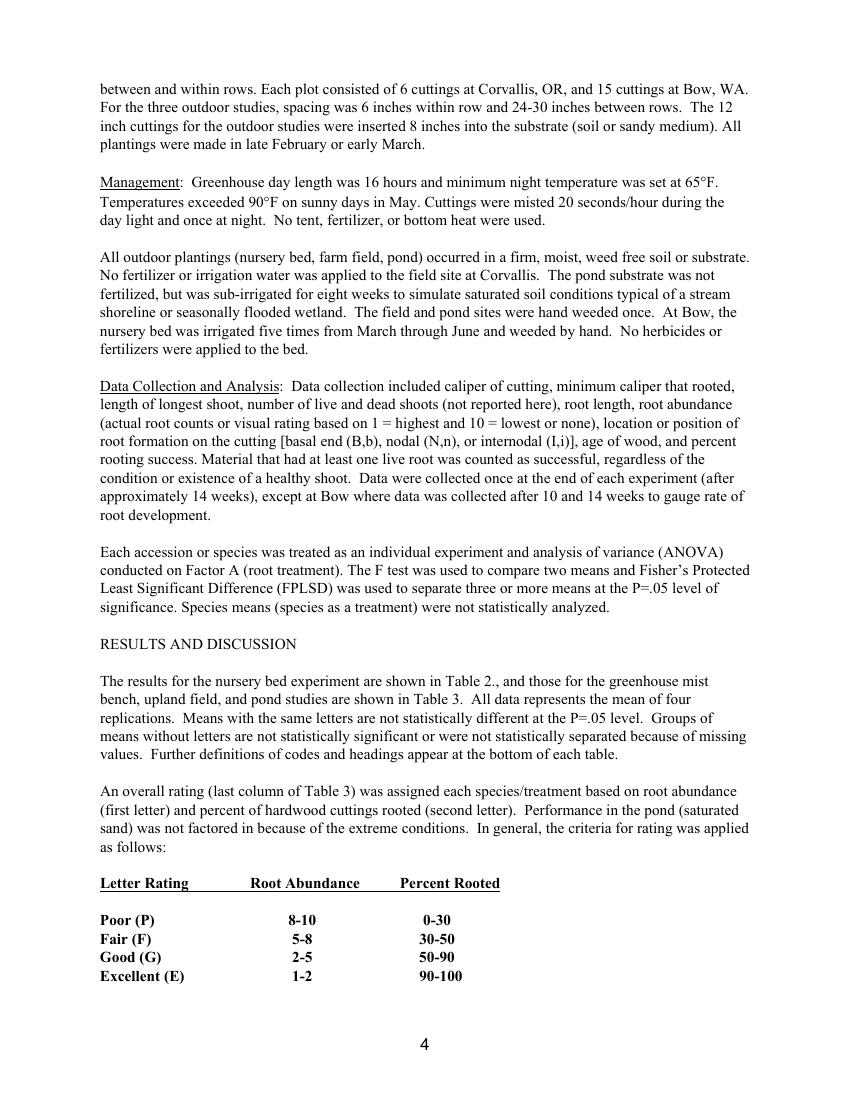 between and within rows. Each plot consisted of 6 cuttings at Corvallis, OR, and 15 cuttings at Bow, WA.
For the three outdoor studies, spacing was 6 inches within row and 24-30 inches between rows.  The 12
inch cuttings for the outdoor studies were inserted 8 inches into the substrate (soil or sandy medium). All
plantings were made in late February or early March.

Management:  Greenhouse day length was 16 hours and minimum night temperature was set at 65°F.
Temperatures exceeded 90°F on sunny days in May. Cuttings were misted 20 seconds/hour during the
day light and once at night.  No tent, fertilizer, or bottom heat were used.

All outdoor plantings (nursery bed, farm field, pond) occurred in a firm, moist, weed free soil or substrate.
No fertilizer or irrigation water was applied to the field site at Corvallis.  The pond substrate was not
fertilized, but was sub-irrigated for eight weeks to simulate saturated soil conditions typical of a stream
shoreline or seasonally flooded wetland.  The field and pond sites were hand weeded once.  At Bow, the
nursery bed was irrigated five times from March through June and weeded by hand.  No herbicides or
fertilizers were applied to the bed.

Data Collection and Analysis:  Data collection included caliper of cutting, minimum caliper that rooted,
length of longest shoot, number of live and dead shoots (not reported here), root length, root abundance
(actual root counts or visual rating based on 1 = highest and 10 = lowest or none), location or position of
root formation on the cutting [basal end (B,b), nodal (N,n), or internodal (I,i)], age of wood, and percent
rooting success. Material that had at least one live root was counted as successful, regardless of the
condition or existence of a healthy shoot.  Data were collected once at the end of each experiment (after
approximately 14 weeks), except at Bow where data was collected after 10 and 14 weeks to gauge rate of
root development.

Each accession or species was treated as an individual experiment and analysis of variance (ANOVA)
conducted on Factor A (root treatment). The F test was used to compare two means and Fisher's Protected
Least Significant Difference (FPLSD) was used to separate three or more means at the P=.05 level of
significance. Species means (species as a treatment) were not statistically analyzed.

RESULTS AND DISCUSSION

The results for the nursery bed experiment are shown in Table 2., and those for the greenhouse mist
bench, upland field, and pond studies are shown in Table 3.  All data represents the mean of four
replications.  Means with the same letters are not statistically different at the P=.05 level.  Groups of
means without letters are not statistically significant or were not statistically separated because of missing
values.  Further definitions of codes and headings appear at the bottom of each table.

An overall rating (last column of Table 3) was assigned each species/treatment based on root abundance
(first letter) and percent of hardwood cuttings rooted (second letter).  Performance in the pond (saturated
sand) was not factored in because of the extreme conditions.  In general, the criteria for rating was applied
as follows:

Letter Rating  Root Abundance  Percent Rooted

Poor (P)  8-10  0-30
Fair (F)  5-8  30-50
Good (G)  2-5  50-90
Excellent (E)  1-2  90-100

4